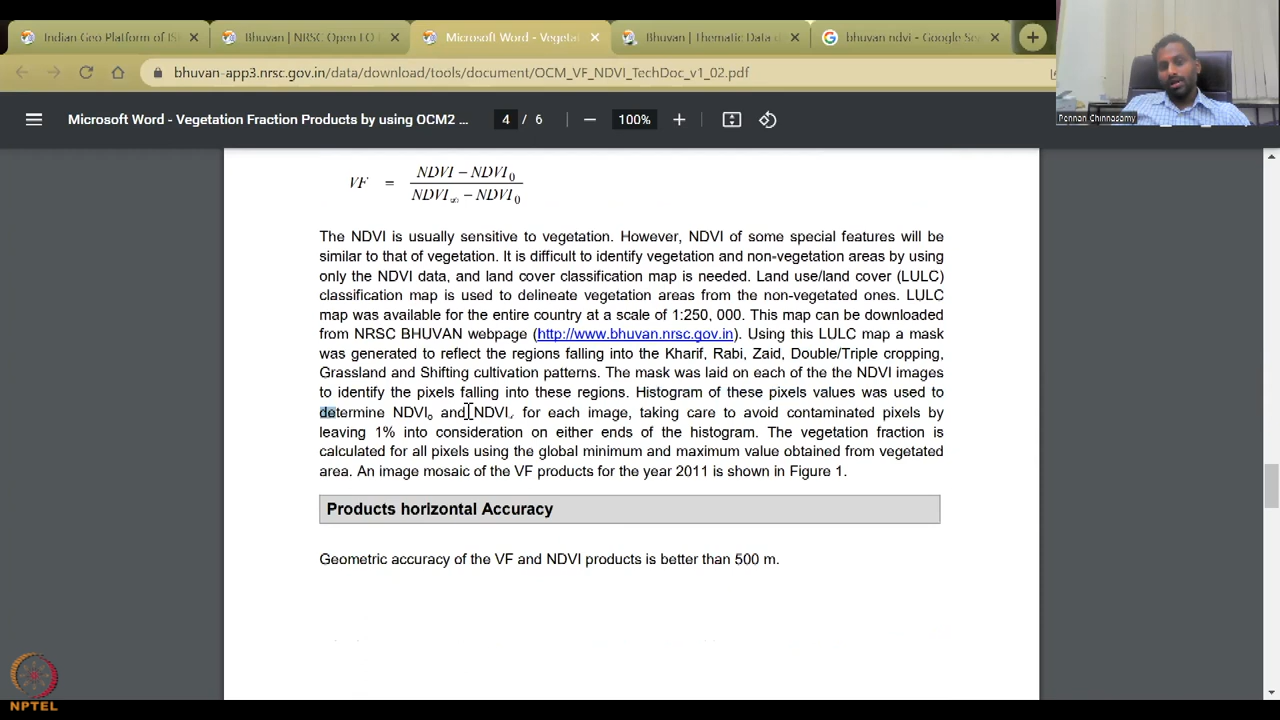 Indian Geo Platform of IS
Bhuvan | NRSC Open EO D
Microsoft Word - Vegetat
Bhuvan | Thematic Data d
bhuvan ndvi - Google Se
bhuvan-app3.nrsc.gov.in/data/download/tools/document/OCM_VF_NDVI_TechDoc_v1_02.pdf
Microsoft Word - Vegetation Fraction Products by using OCM2 ...
4 / 6
100%
Pennan Chinnasamy
VF = (NDVI − NDVI₀) / (NDVI∞ − NDVI₀)
The NDVI is usually sensitive to vegetation. However, NDVI of some special features will be
similar to that of vegetation. It is difficult to identify vegetation and non-vegetation areas by using
only the NDVI data, and land cover classification map is needed. Land use/land cover (LULC)
classification map is used to delineate vegetation areas from the non-vegetated ones. LULC
map was available for the entire country at a scale of 1:250, 000. This map can be downloaded
from NRSC BHUVAN webpage (http://www.bhuvan.nrsc.gov.in). Using this LULC map a mask
was generated to reflect the regions falling into the Kharif, Rabi, Zaid, Double/Triple cropping,
Grassland and Shifting cultivation patterns. The mask was laid on each of the the NDVI images
to identify the pixels falling into these regions. Histogram of these pixels values was used to
determine NDVI₀ and NDVI for each image, taking care to avoid contaminated pixels by
leaving 1% into consideration on either ends of the histogram. The vegetation fraction is
calculated for all pixels using the global minimum and maximum value obtained from vegetated
area. An image mosaic of the VF products for the year 2011 is shown in Figure 1.
Products horizontal Accuracy
Geometric accuracy of the VF and NDVI products is better than 500 m.
NPTEL